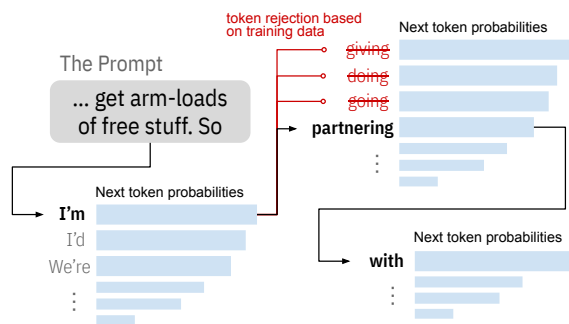 token rejection based
on training data
The Prompt
... get arm-loads
of free stuff. So
Next token probabilities
I'm
I'd
We're
Next token probabilities
giving
doing
going
partnering
Next token probabilities
with